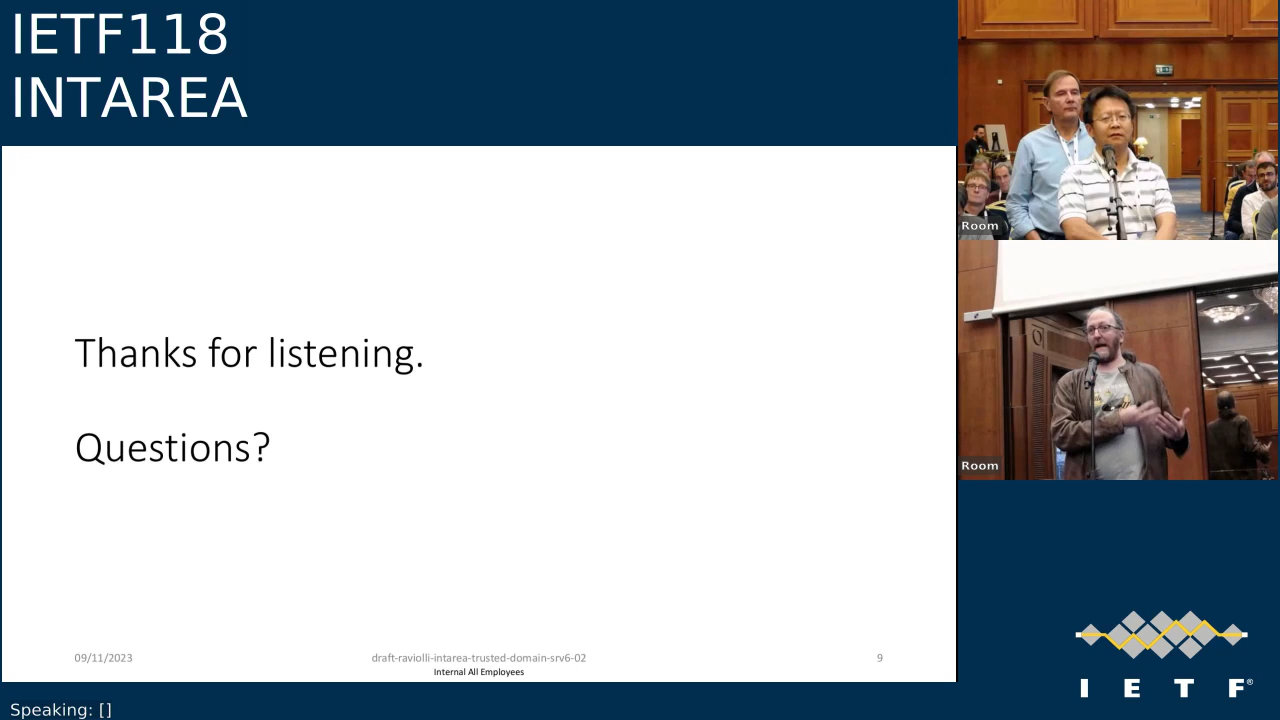 IETF118
INTAREA
Thanks for listening.
Questions?
09/11/2023
draft-raviolli-intarea-trusted-domain-srv6-02
9
Internal All Employees
Room
Room
I E T F®
Speaking: []